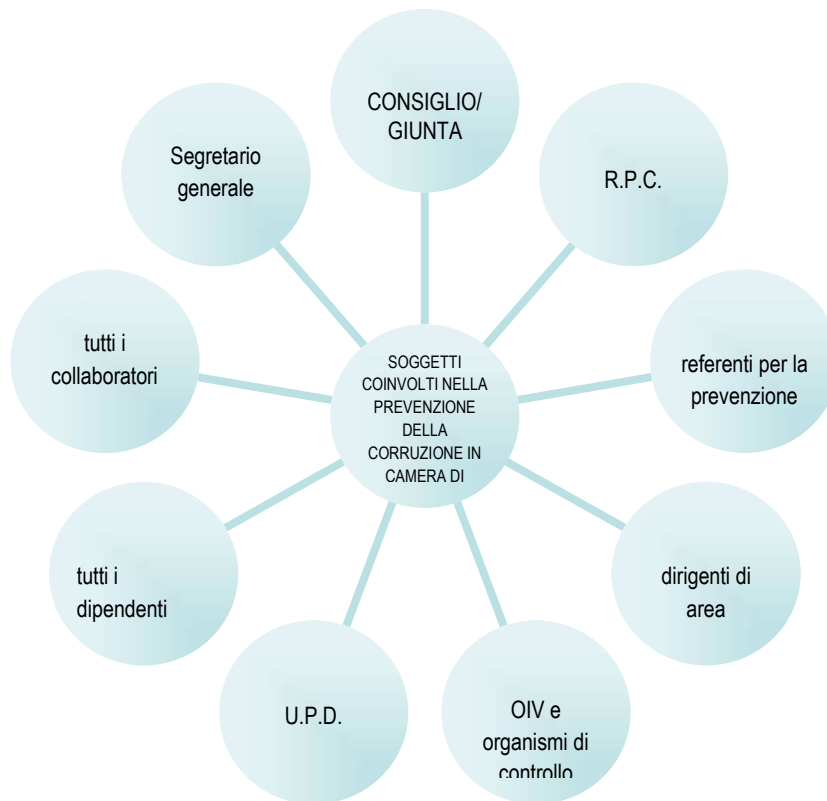 CONSIGLIO/
GIUNTA
Segretario
generale
R.P.C.
tutti i
collaboratori
referenti per la
prevenzione
SOGGETTI
COINVOLTI NELLA
PREVENZIONE
DELLA
CORRUZIONE IN
CAMERA DI
tutti i
dipendenti
dirigenti di
area
U.P.D.
OIV e
organismi di
controllo